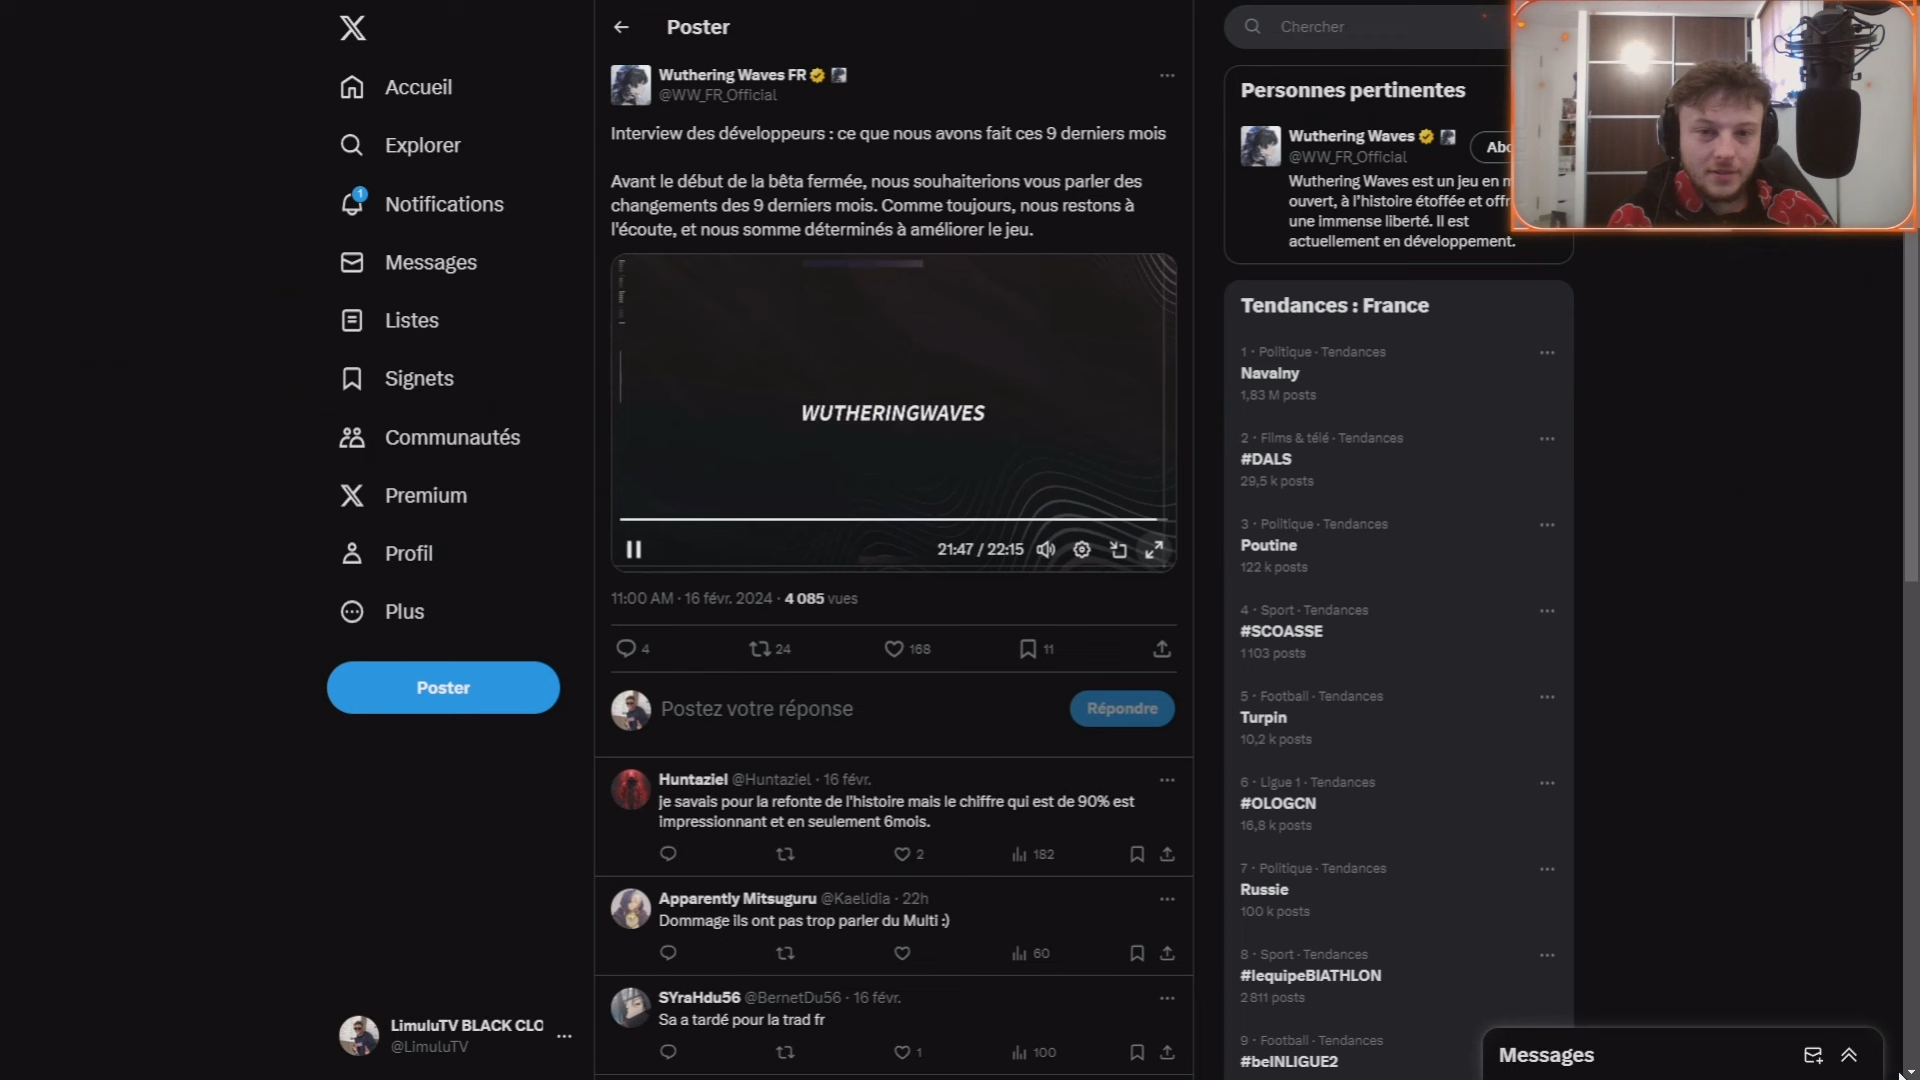 Accueil
Explorer
1
Notifications
Messages
Listes
Signets
Communautés
Premium
Profil
Plus
Poster
LimuluTV BLACK CLO
@LimuluTV
Poster
Wuthering Waves FR
@WW_FR_Official
Interview des développeurs : ce que nous avons fait ces 9 derniers mois
Avant le début de la bêta fermée, nous souhaiterions vous parler des
changements des 9 derniers mois. Comme toujours, nous restons à
l'écoute, et nous somme déterminés à améliorer le jeu.
WUTHERINGWAVES
21:47 / 22:15
11:00 AM · 16 févr. 2024 · 4 085 vues
4
24
168
11
Postez votre réponse
Répondre
Huntaziel @Huntaziel · 16 févr.
je savais pour la refonte de l'histoire mais le chiffre qui est de 90% est
impressionnant et en seulement 6mois.
2
182
Apparently Mitsuguru @Kaelidia · 22h
Dommage ils ont pas trop parler du Multi :)
60
SYraHdu56 @BernetDu56 · 16 févr.
Sa a tardé pour la trad fr
1
100
Chercher
Personnes pertinentes
Wuthering Waves
@WW_FR_Official
Abo
Wuthering Waves est un jeu en m
ouvert, à l'histoire étoffée et offr
une immense liberté. Il est
actuellement en développement.
Tendances : France
1 · Politique · Tendances
Navalny
1,83 M posts
2 · Films & télé · Tendances
#DALS
29,5 k posts
3 · Politique · Tendances
Poutine
122 k posts
4 · Sport · Tendances
#SCOASSE
1 103 posts
5 · Football · Tendances
Turpin
10,2 k posts
6 · Ligue 1 · Tendances
#OLOGCN
16,8 k posts
7 · Politique · Tendances
Russie
100 k posts
8 · Sport · Tendances
#lequipeBIATHLON
2 811 posts
9 · Football · Tendances
#beINLIGUE2
Messages